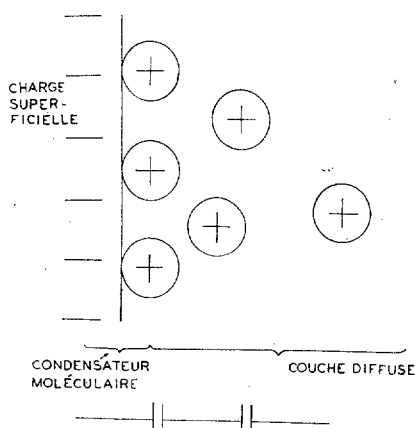 CHARGE
SUPER-
FICIELLE
+
+
+
+
+
+
CONDENSATEUR
MOLÉCULAIRE
COUCHE DIFFUSE